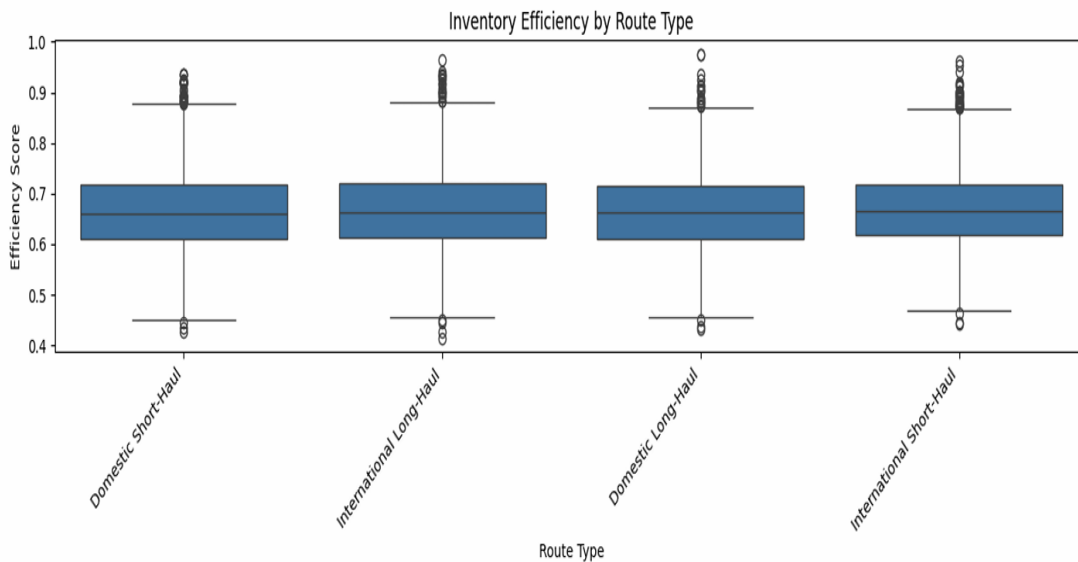 Inventory Efficiency by Route Type
Efficiency Score
1.0
0.9
0.8
0.7
0.6
0.5
0.4
Domestic Short-Haul
International Long-Haul
Domestic Long-Haul
International Short-Haul
Route Type